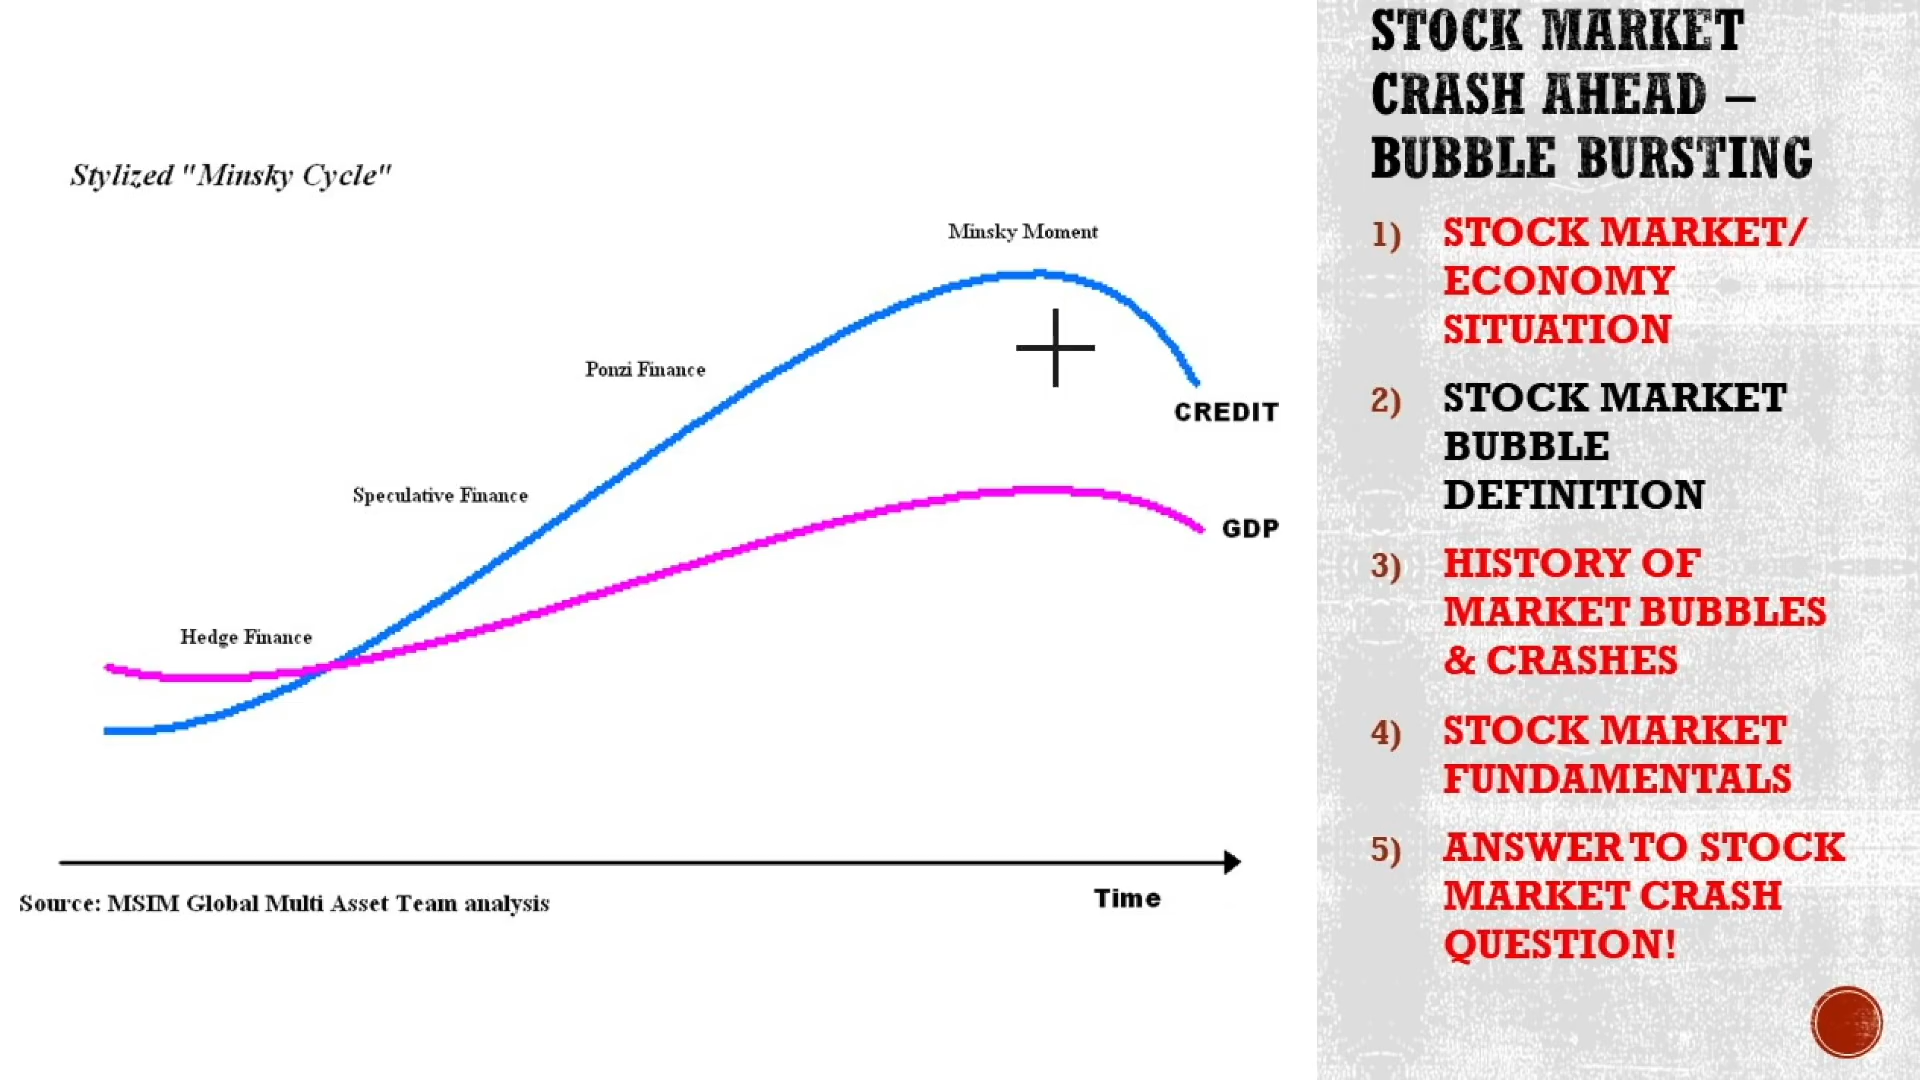 Stylized "Minsky Cycle"
Minsky Moment
Ponzi Finance
CREDIT
Speculative Finance
GDP
Hedge Finance
Time
Source: MSIM Global Multi Asset Team analysis
STOCK MARKET
CRASH AHEAD –
BUBBLE BURSTING
1) STOCK MARKET/
ECONOMY
SITUATION
2) STOCK MARKET
BUBBLE
DEFINITION
3) HISTORY OF
MARKET BUBBLES
& CRASHES
4) STOCK MARKET
FUNDAMENTALS
5) ANSWER TO STOCK
MARKET CRASH
QUESTION!